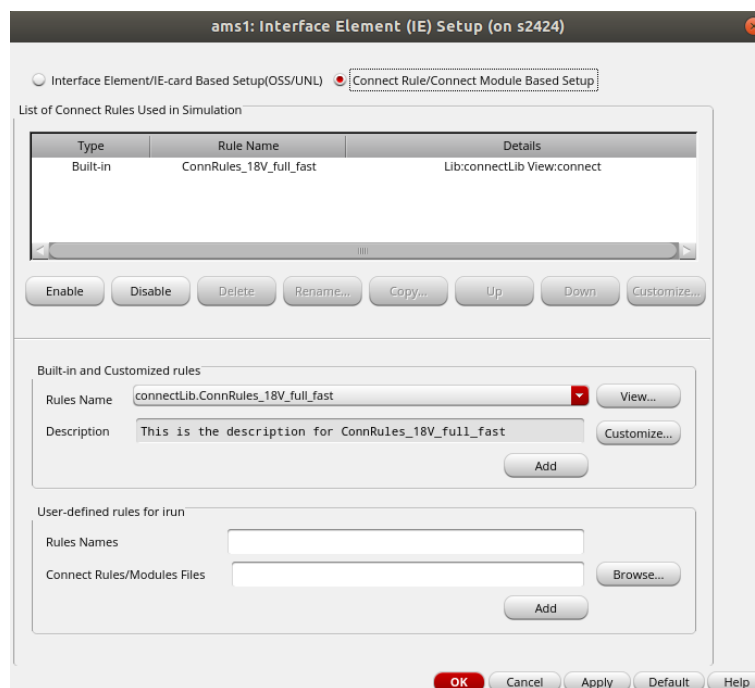 ams1: Interface Element (IE) Setup (on s2424)
Interface Element/IE-card Based Setup(OSS/UNL) Connect Rule/Connect Module Based Setup
List of Connect Rules Used in Simulation
Type Rule Name Details
Built-in ConnRules_18V_full_fast Lib:connectLib View:connect
Enable Disable Delete Rename... Copy... Up Down Customize...
Built-in and Customized rules
Rules Name connectLib.ConnRules_18V_full_fast View...
Description This is the description for ConnRules_18V_full_fast Customize...
Add
User-defined rules for irun
Rules Names
Connect Rules/Modules Files Browse...
Add
OK Cancel Apply Default Help